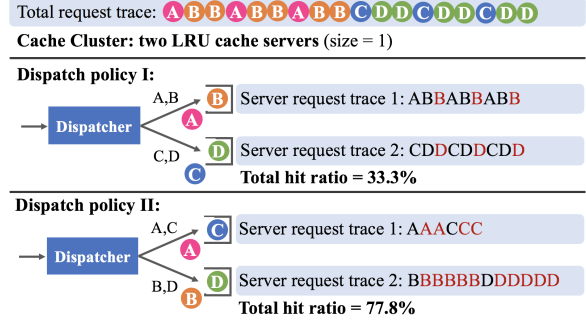 Total request trace: A B B A B B A B B C D D C D D C D D
Cache Cluster: two LRU cache servers (size = 1)
Dispatch policy I:
A,B
B
Server request trace 1: ABBABBABB
A
Dispatcher
C,D
D
Server request trace 2: CDDCDDCDD
C
Total hit ratio = 33.3%
Dispatch policy II:
A,C
C
Server request trace 1: AAACCC
A
Dispatcher
B,D
D
Server request trace 2: BBBBBBDDDDDD
B
Total hit ratio = 77.8%